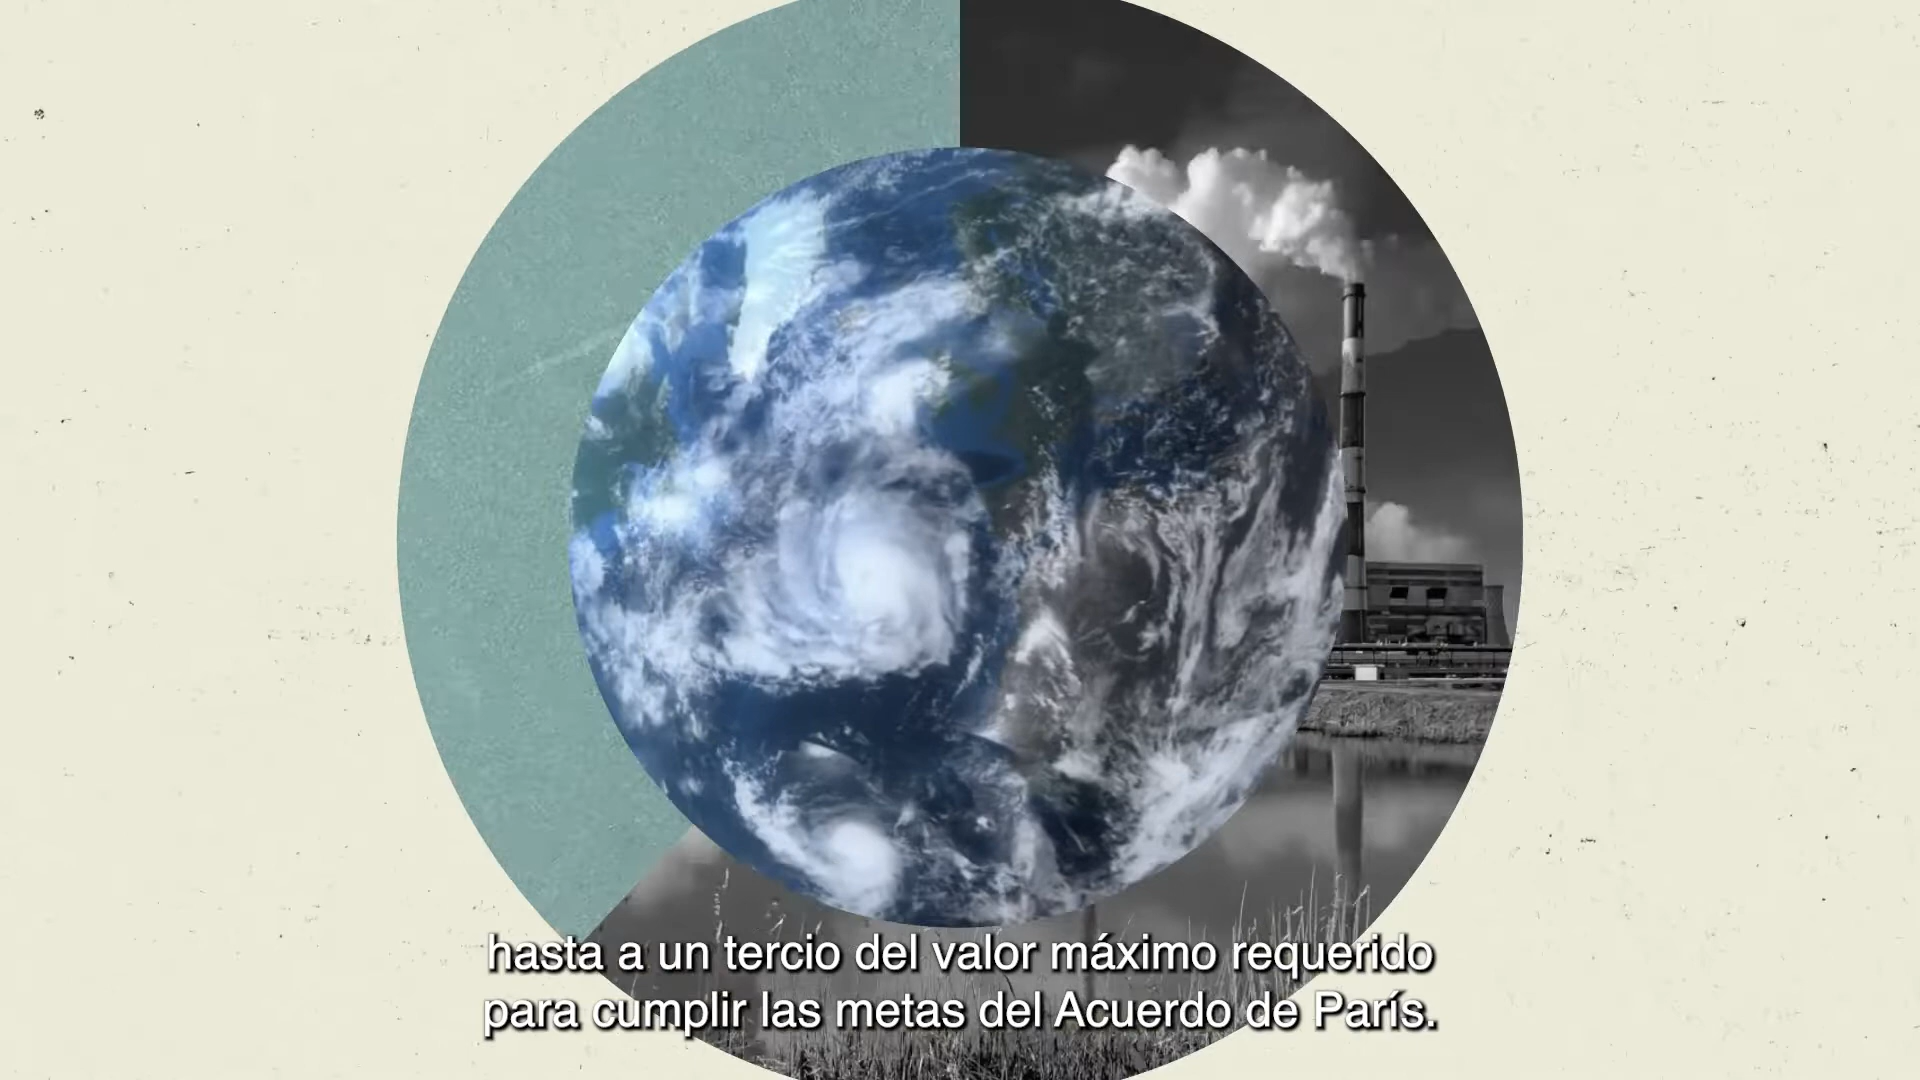 hasta a un tercio del valor máximo requerido
para cumplir las metas del Acuerdo de París.